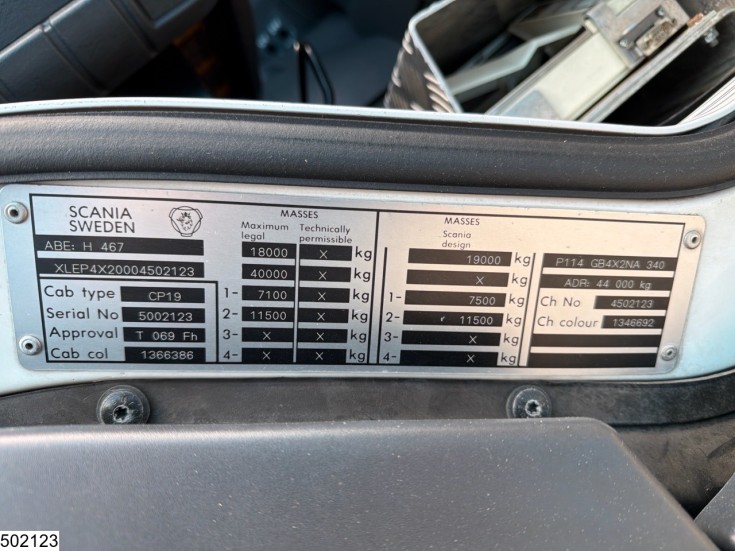 SCANIA
SWEDEN
ABE: H 467
XLEP4X20004502123
Cab type CP19
Serial No 5002123
Approval T 069 Fh
Cab col 1366386
MASSES
Maximum legal Technically permissible
18000 X kg
40000 X kg
1- 7100 X kg
2- 11500 X kg
3- X X kg
4- X X kg
MASSES
Scania
design
19000 kg
X kg
1- 7500 kg
2- 11500 kg
3- X kg
4- X kg
P114 GB4X2NA 340
ADR: 44 000 kg
Ch No 4502123
Ch colour 1346692
502123